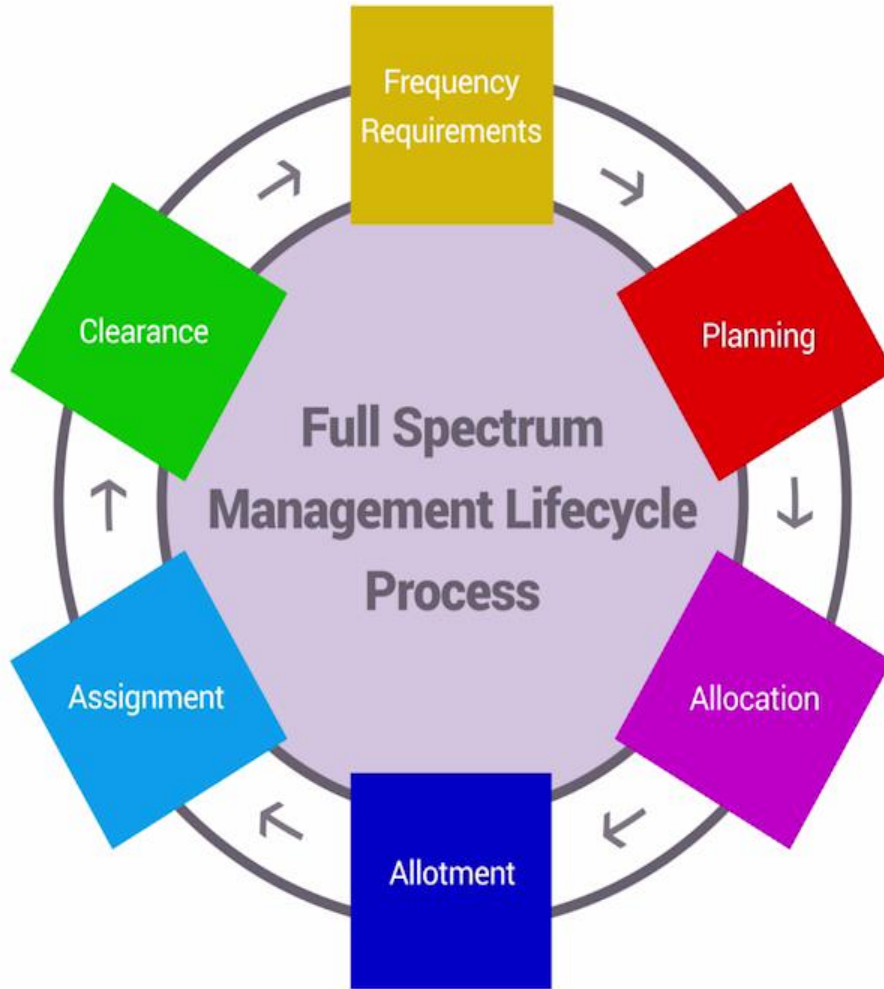 Frequency
Requirements
Planning
Allocation
Allotment
Assignment
Clearance
Full Spectrum
Management Lifecycle
Process